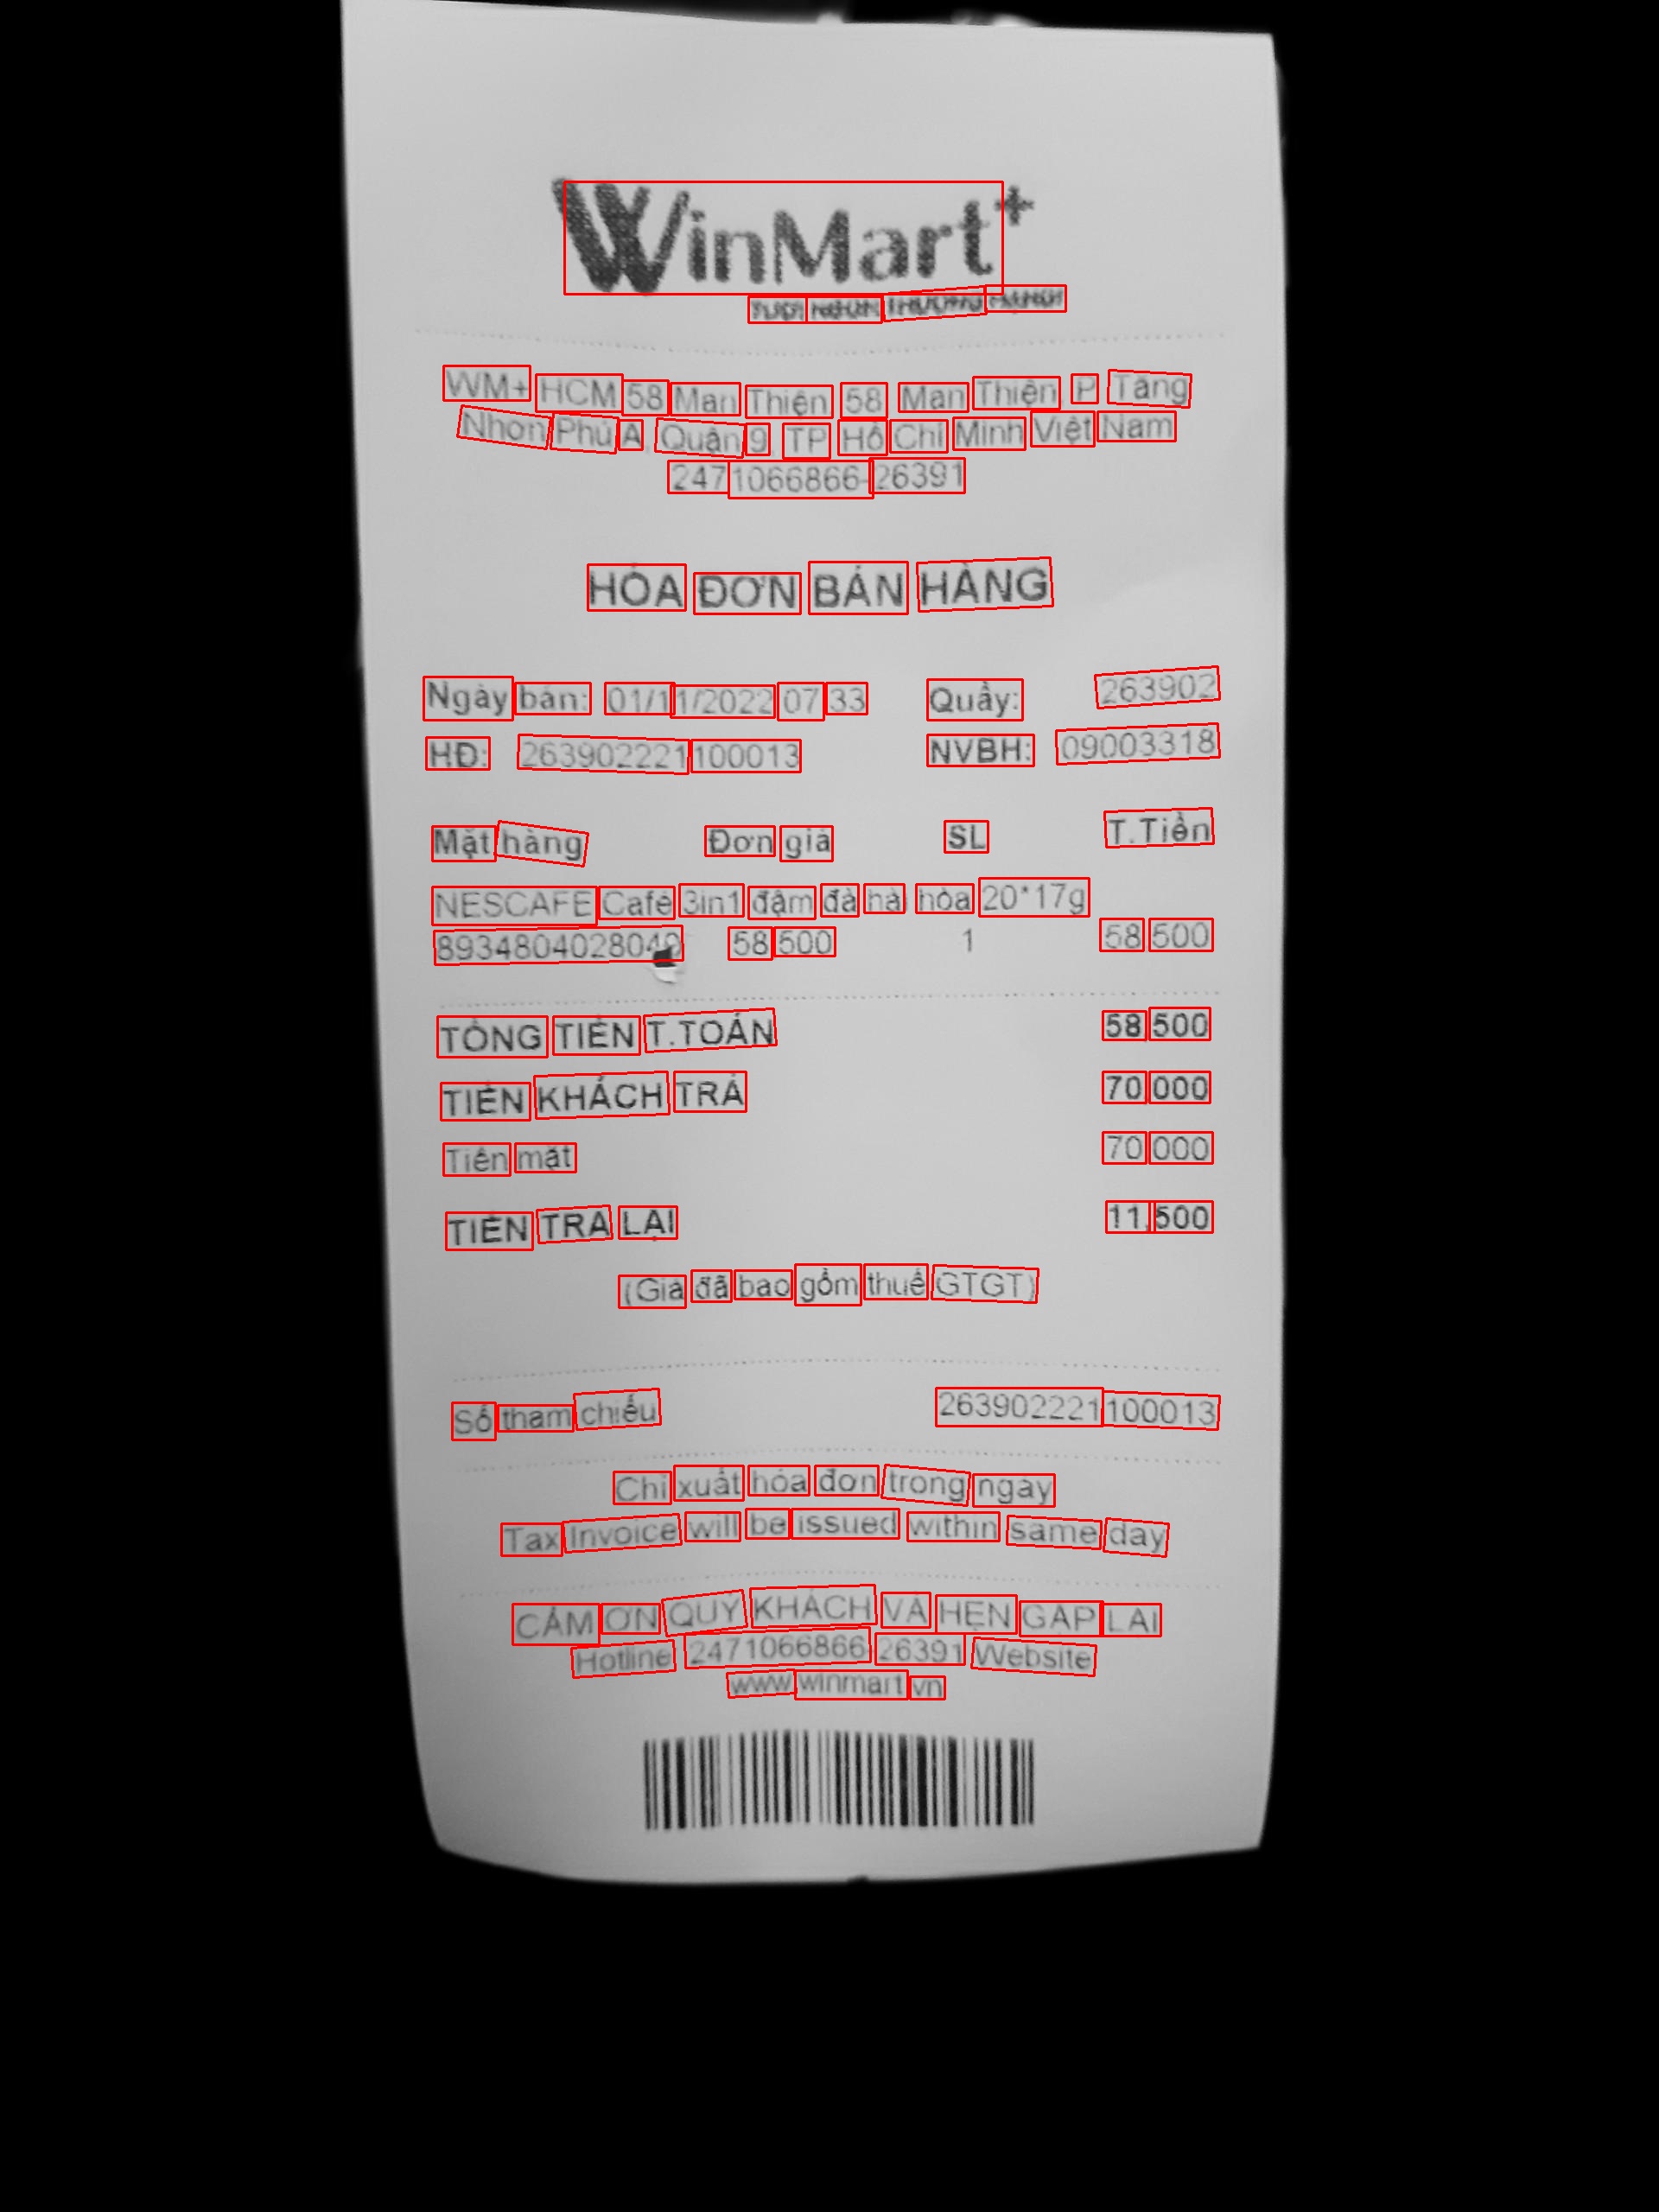 WinMart+
WM+ HCM 58 Man Thiện 58 Man Thiện P Tăng
Nhơn Phú A, Quận 9, TP Hồ Chí Minh Việt Nam
2471066866-26391
HÓA ĐƠN BÁN HÀNG
Ngày bán: 01/11/2022 07:33 Quầy: 263902
HĐ: 263902221100013 NVBH: 09003318
Mặt hàng Đơn giá SL T.Tiền
NESCAFE Café 3in1 đậm đà hà hòa 20*17g
8934804028040 58,500 1 58,500
TỔNG TIỀN T.TOÁN 58,500
TIỀN KHÁCH TRẢ 70,000
Tiền mặt 70,000
TIỀN TRẢ LẠI 11,500
(Giá đã bao gồm thuế GTGT)
Số tham chiếu 263902221100013
Chỉ xuất hóa đơn trong ngày
Tax Invoice will be issued within same day
CẢM ƠN QUÝ KHÁCH VÀ HẸN GẶP LẠI
Hotline 2471066866-26391 Website
www.winmart.vn